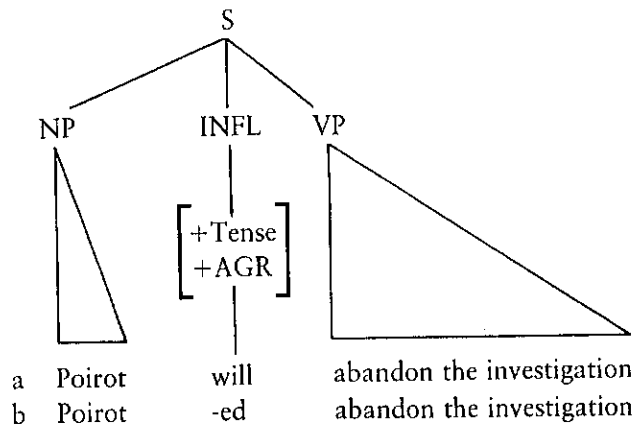 S
NP INFL VP
+Tense
+AGR
a Poirot will abandon the investigation
b Poirot -ed abandon the investigation